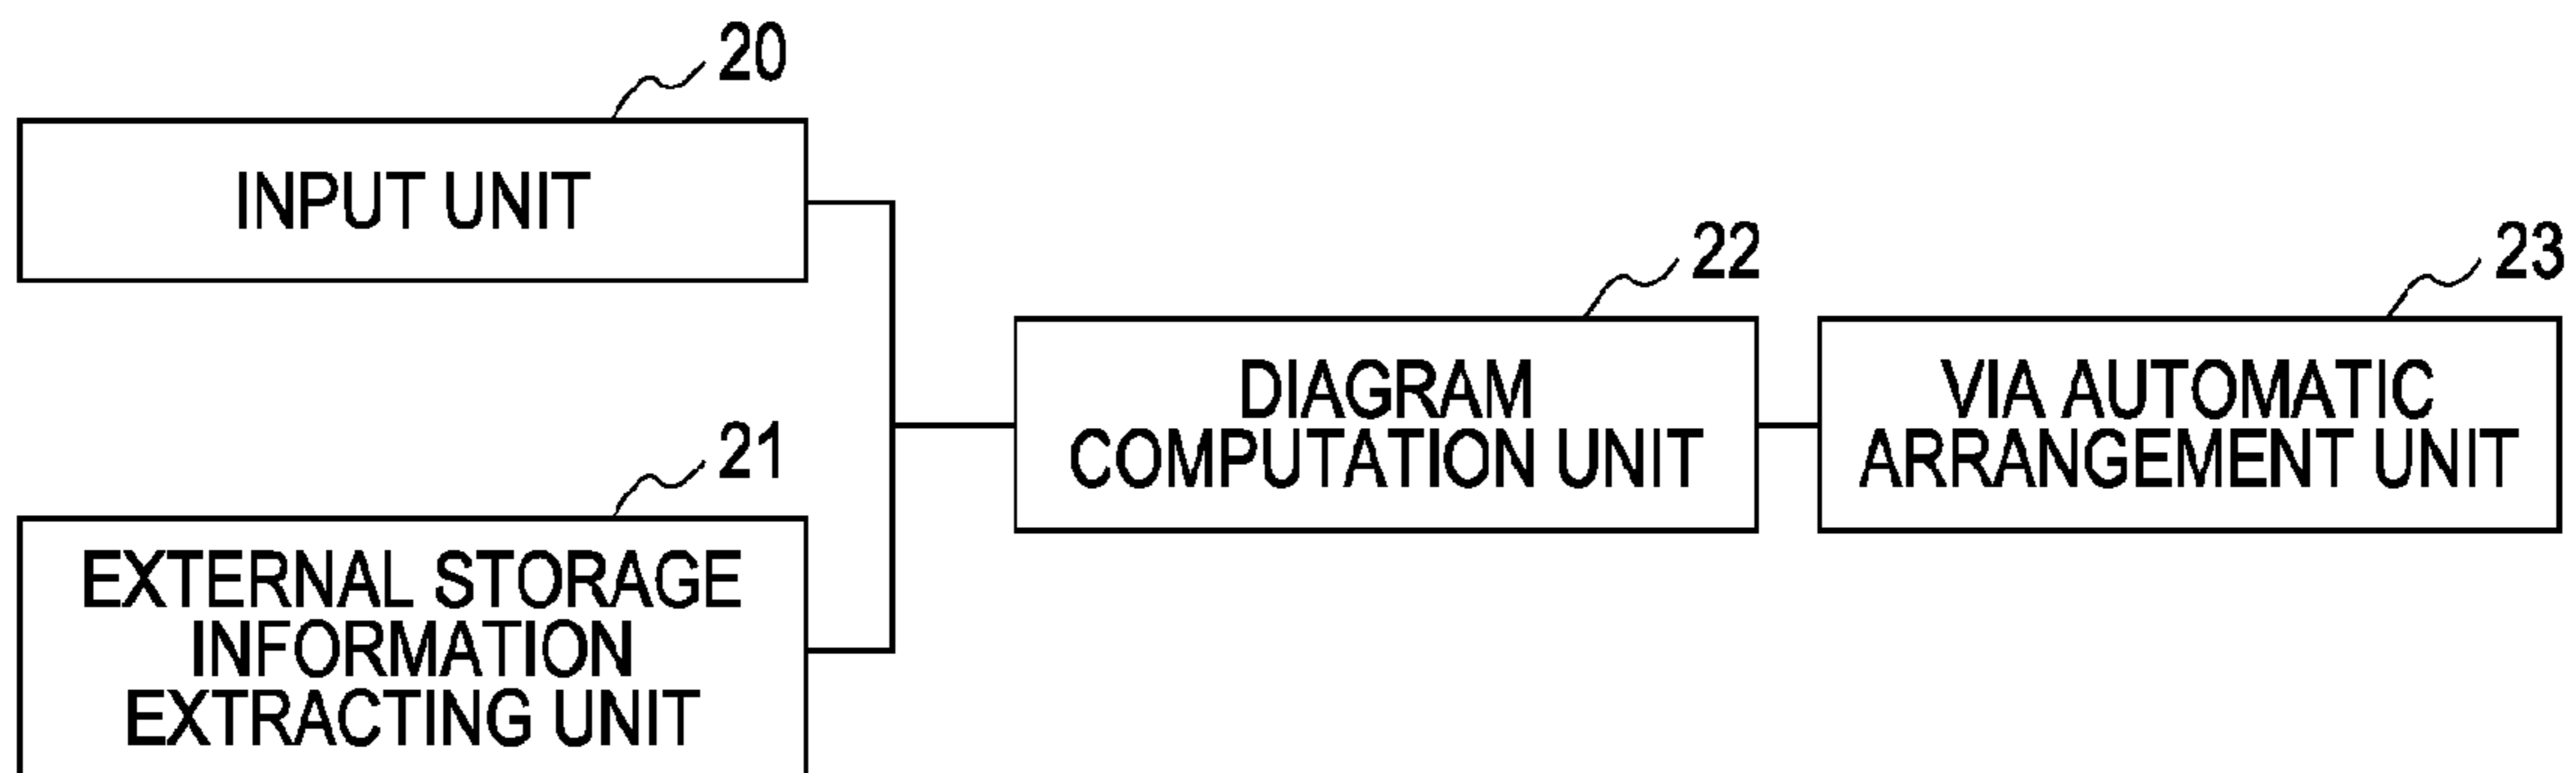 20
INPUT UNIT
21
EXTERNAL STORAGE
INFORMATION
EXTRACTING UNIT
22
DIAGRAM
COMPUTATION UNIT
23
VIA AUTOMATIC
ARRANGEMENT UNIT